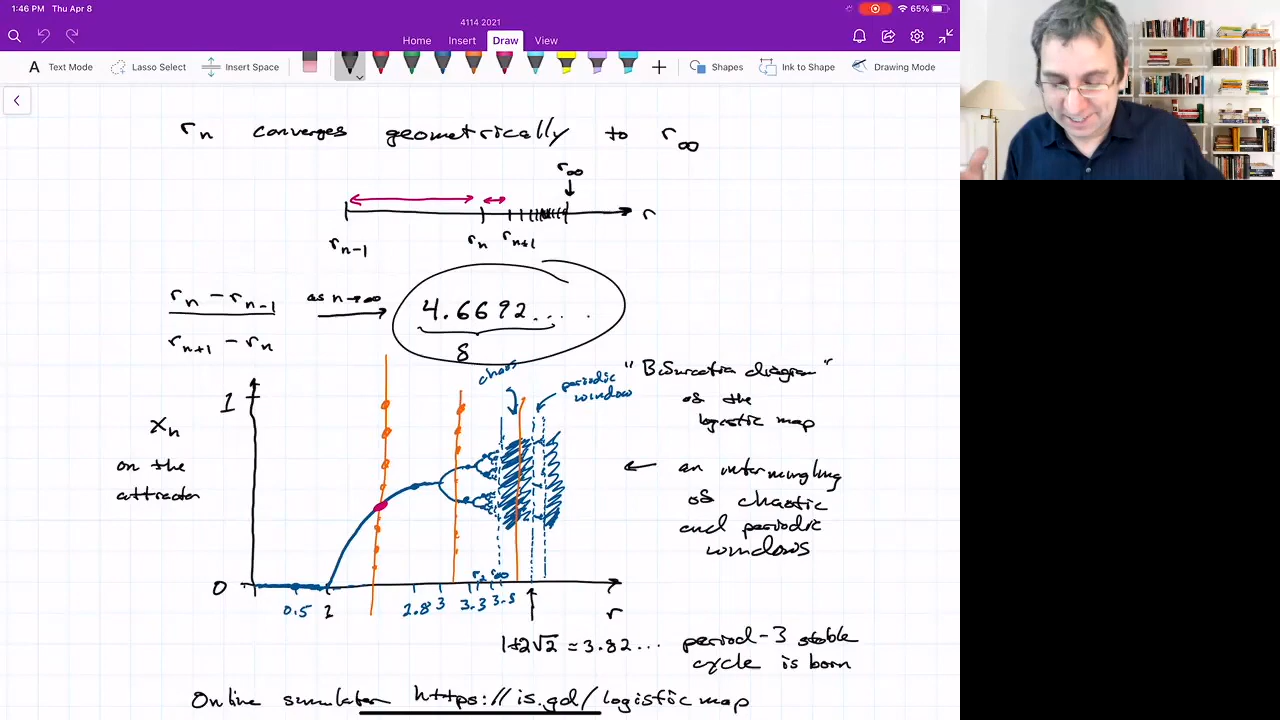 1:46 PM Thu Apr 8
65%
4114 2021
Home Insert Draw View
Text Mode Lasso Select Insert Space Shapes Ink to Shape Drawing Mode
rn converges geometrically to r∞
r∞
r
rn-1 rn rn+1
rn - rn-1
rn+1 - rn
as n→∞
4.6692....
δ
chaos
periodic window
"Bifurcation diagram"
of the
logistic map
1
xn
on the
attractor
← an intermingling
of chaotic
and periodic
windows
0
r2 r∞
0.5 1 2.8 3 3.3 3.5
r
1+2√2 = 3.82... period-3 stable
cycle is born
Online simulator https://is.gd/logisticmap